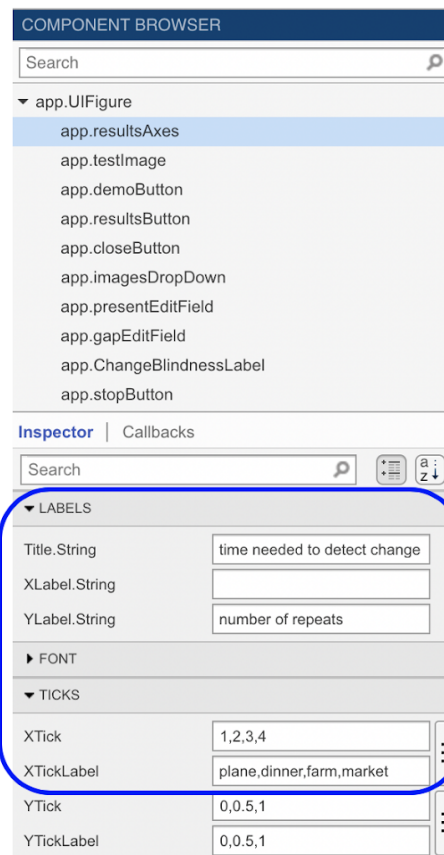 COMPONENT BROWSER
Search
app.UIFigure
app.resultsAxes
app.testImage
app.demoButton
app.resultsButton
app.closeButton
app.imagesDropDown
app.presentEditField
app.gapEditField
app.ChangeBlindnessLabel
app.stopButton
Inspector | Callbacks
Search a z
LABELS
Title.String time needed to detect change
XLabel.String
YLabel.String number of repeats
FONT
TICKS
XTick 1,2,3,4
XTickLabel plane,dinner,farm,market
YTick 0,0.5,1
YTickLabel 0,0.5,1